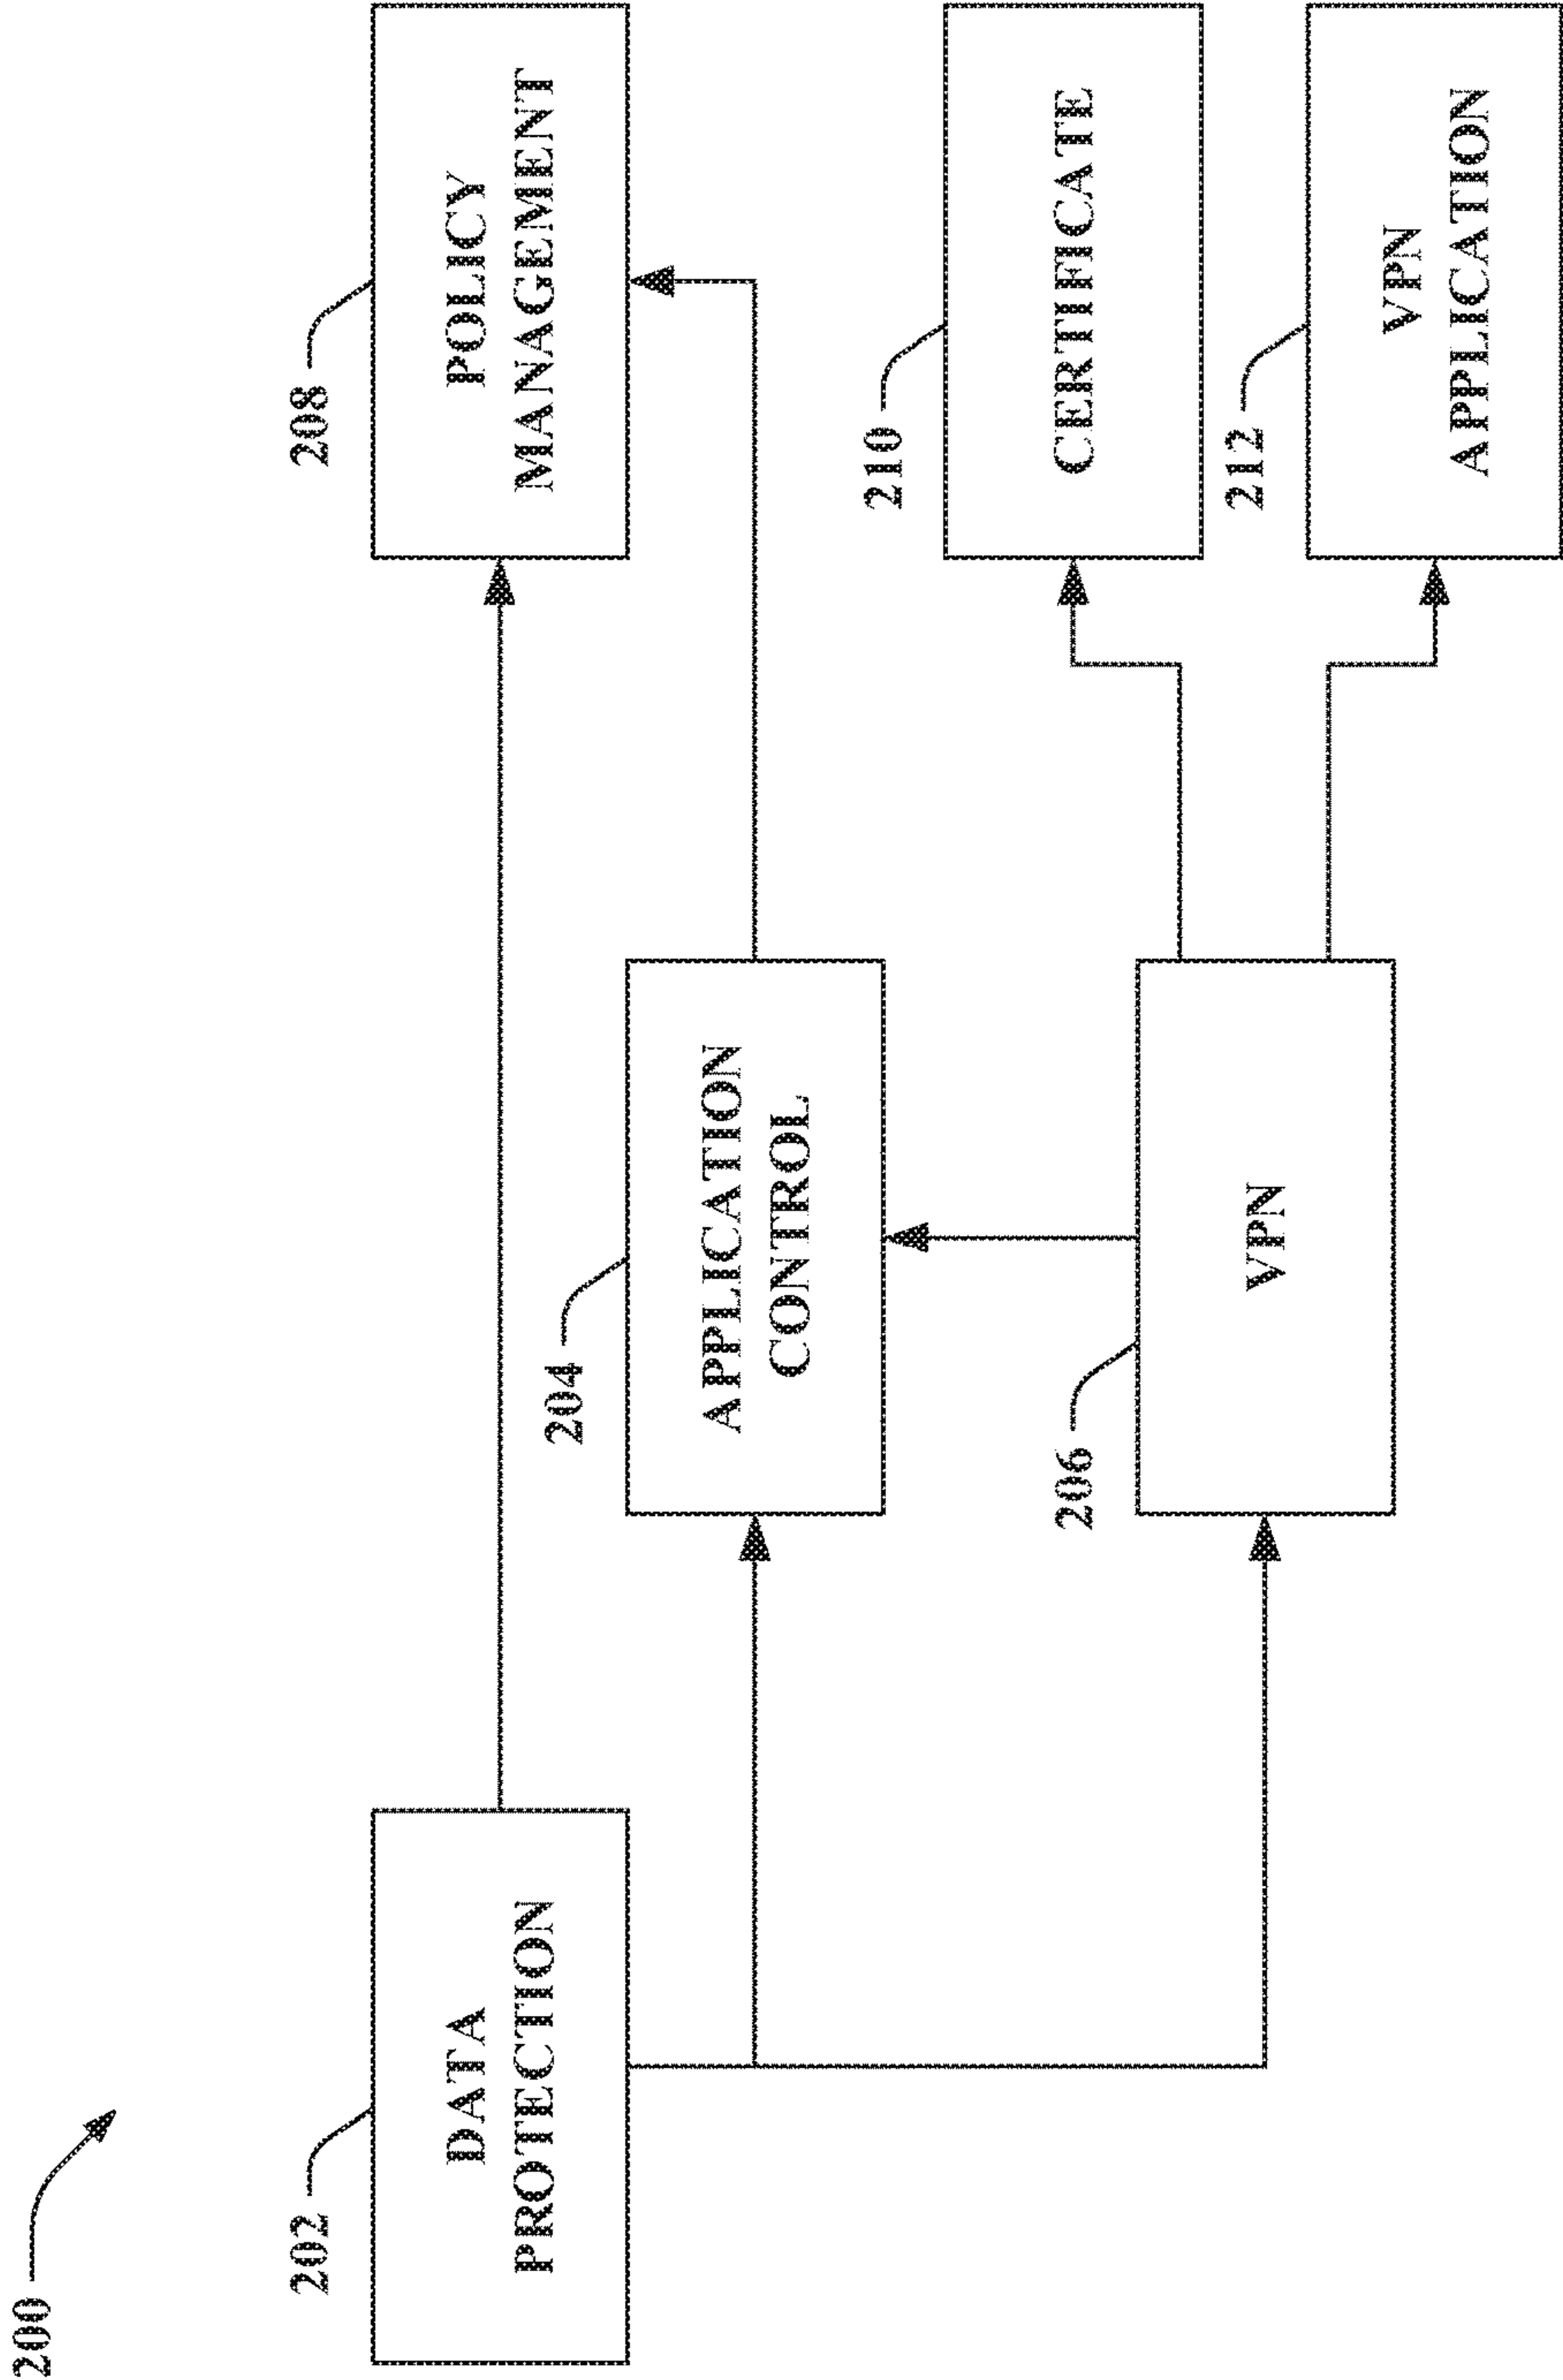 200
202
DATA
PROTECTION
204
APPLICATION
CONTROL
206
VPN
208
POLICY
MANAGEMENT
210
CERTIFICATE
212
VPN
APPLICATION